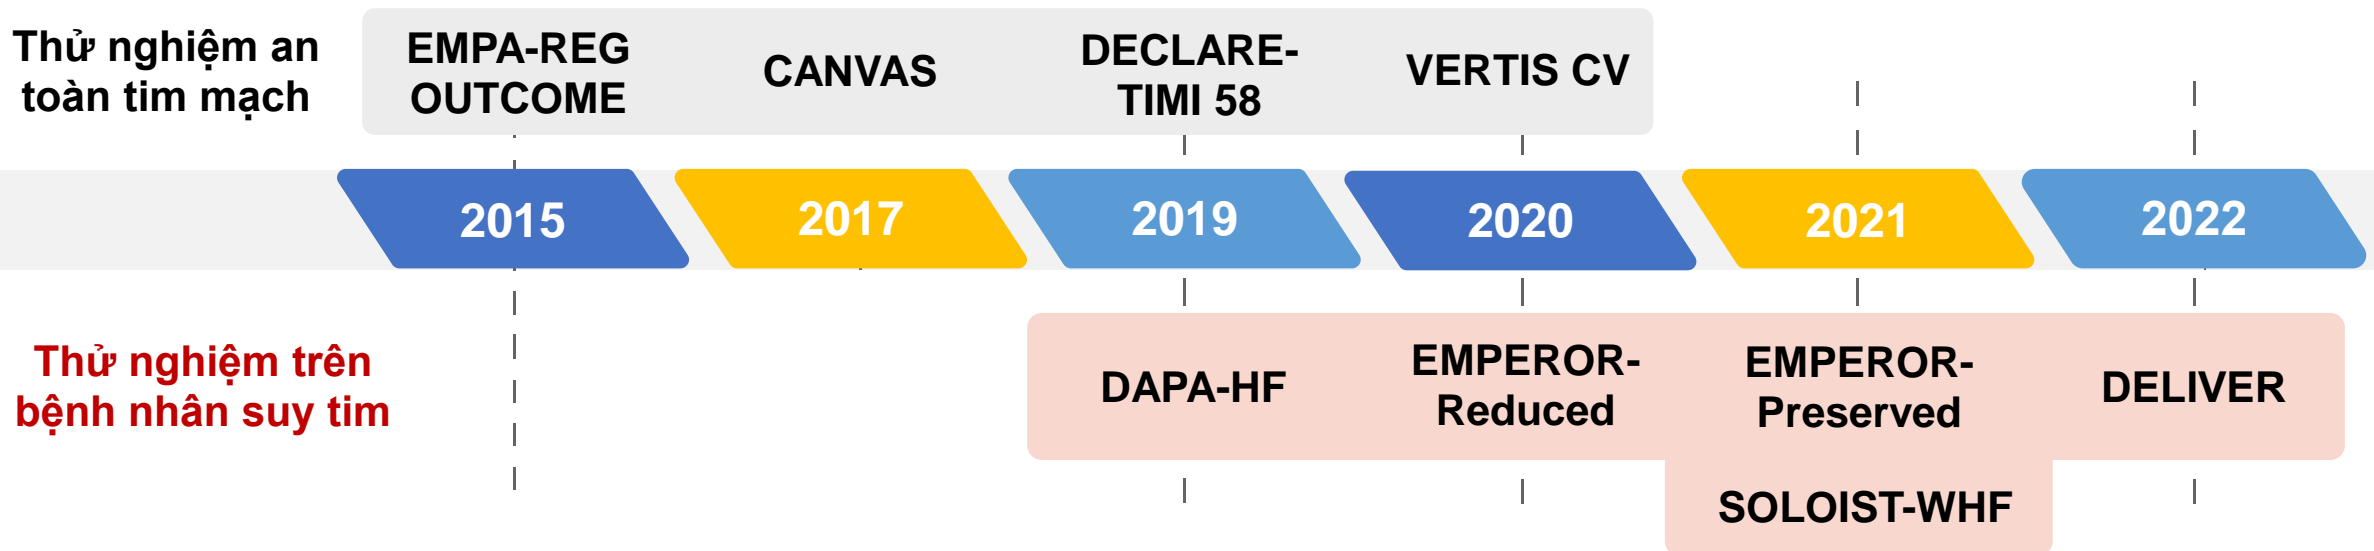 Thử nghiệm an
toàn tim mạch
EMPA-REG
OUTCOME
CANVAS
DECLARE-
TIMI 58
VERTIS CV
2015
2017
2019
2020
2021
2022
Thử nghiệm trên
bệnh nhân suy tim
DAPA-HF
EMPEROR-
Reduced
EMPEROR-
Preserved
DELIVER
SOLOIST-WHF